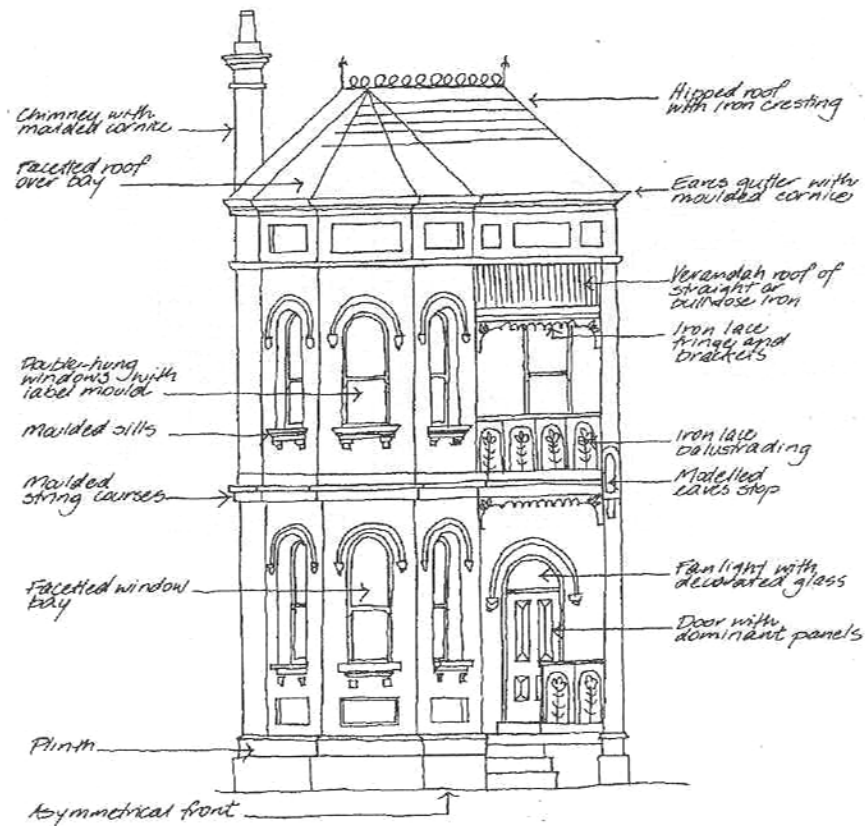 Chimney with
moulded cornice
Facetted roof
over bay
Double-hung
windows with
label mould
Moulded sills
Moulded
string courses
Facetted window
bay
Plinth
Asymmetrical front
Hipped roof
with iron cresting
Eaves gutter with
moulded cornice
Verandah roof of
straight or
bullnose iron
Iron lace
fringe and
brackets
Iron lace
balustrading
Modelled
eaves stop
Fanlight with
decorated glass
Door with
dominant panels